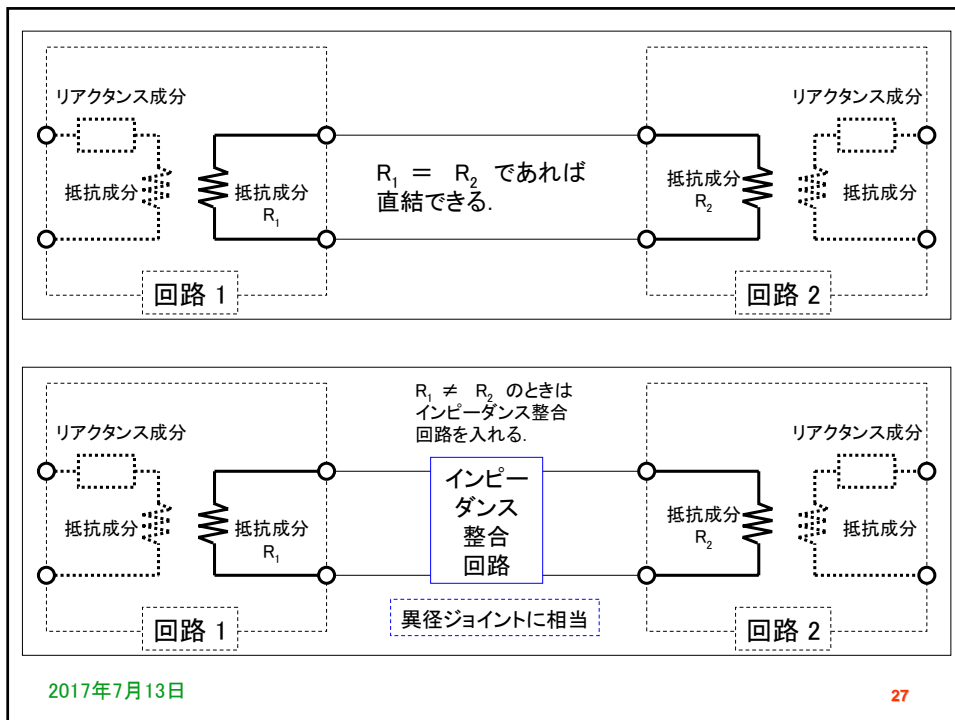 リアクタンス成分
リアクタンス成分
抵抗成分
抵抗成分
R1
R1 ＝ R2 であれば
直結できる.
抵抗成分
R2
抵抗成分
回路 1
回路 2
R1 ≠ R2 のときは
インピーダンス整合
回路を入れる.
リアクタンス成分
リアクタンス成分
抵抗成分
抵抗成分
R1
インピー
ダンス
整合
回路
抵抗成分
R2
抵抗成分
異径ジョイントに相当
回路 1
回路 2
2017年7月13日
27